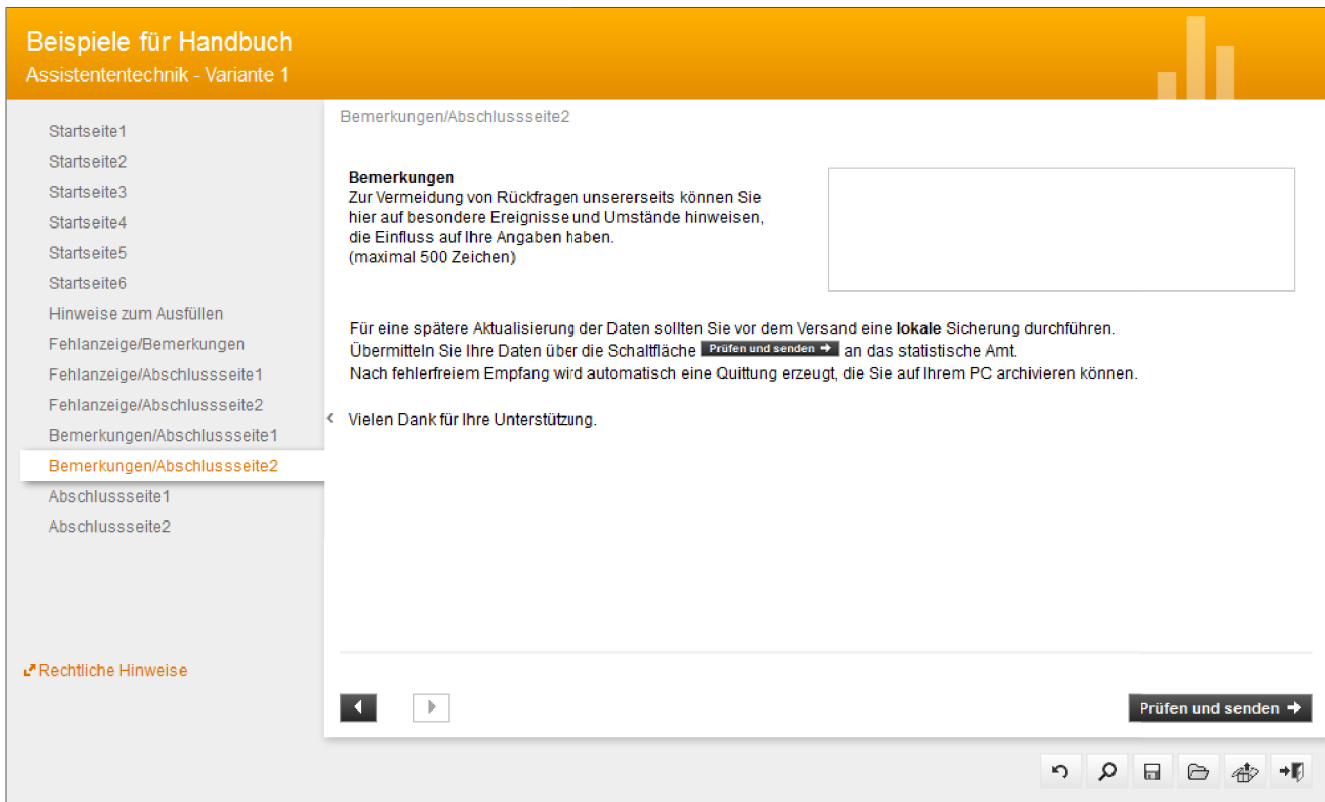 Beispiele für Handbuch
Assistententechnik - Variante 1
Startseite1
Startseite2
Startseite3
Startseite4
Startseite5
Startseite6
Hinweise zum Ausfüllen
Fehlanzeige/Bemerkungen
Fehlanzeige/Abschlussseite1
Fehlanzeige/Abschlussseite2
Bemerkungen/Abschlussseite1
Bemerkungen/Abschlussseite2
Abschlussseite1
Abschlussseite2
Rechtliche Hinweise
Bemerkungen/Abschlussseite2
Bemerkungen
Zur Vermeidung von Rückfragen unsererseits können Sie
hier auf besondere Ereignisse und Umstände hinweisen,
die Einfluss auf Ihre Angaben haben.
(maximal 500 Zeichen)
Für eine spätere Aktualisierung der Daten sollten Sie vor dem Versand eine lokale Sicherung durchführen.
Übermitteln Sie Ihre Daten über die Schaltfläche Prüfen und senden → an das statistische Amt.
Nach fehlerfreiem Empfang wird automatisch eine Quittung erzeugt, die Sie auf Ihrem PC archivieren können.
Vielen Dank für Ihre Unterstützung.
Prüfen und senden →